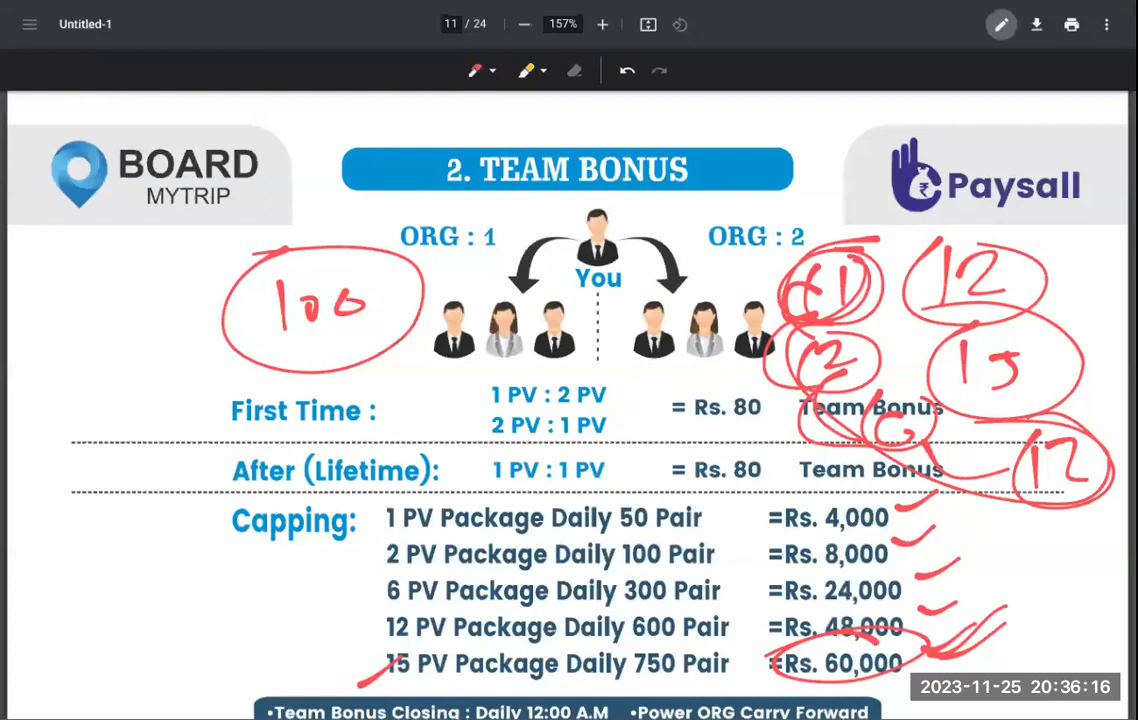 Untitled-1
11 / 24
157%
BOARD
MYTRIP
2. TEAM BONUS
Paysall
ORG : 1
ORG : 2
You
100
12
12
15
12
First Time :
1 PV : 2 PV
2 PV : 1 PV
= Rs. 80
Team Bonus
After (Lifetime):
1 PV : 1 PV
= Rs. 80
Team Bonus
Capping:
1 PV Package Daily 50 Pair =Rs. 4,000
2 PV Package Daily 100 Pair =Rs. 8,000
6 PV Package Daily 300 Pair =Rs. 24,000
12 PV Package Daily 600 Pair =Rs. 48,000
15 PV Package Daily 750 Pair =Rs. 60,000
2023-11-25 20:36:16
•Team Bonus Closing : Daily 12:00 A.M •Power ORG Carry Forward